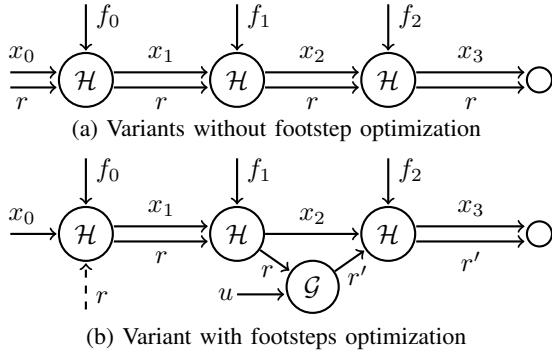 f₀ f₁ f₂
x₀ x₁ x₂ x₃
ℋ ℋ ℋ
r r r r
(a) Variants without footstep optimization
f₀ f₁ f₂
x₀ x₁ x₂ x₃
ℋ ℋ ℋ
r r r' r'
r u 𝒢
(b) Variant with footsteps optimization